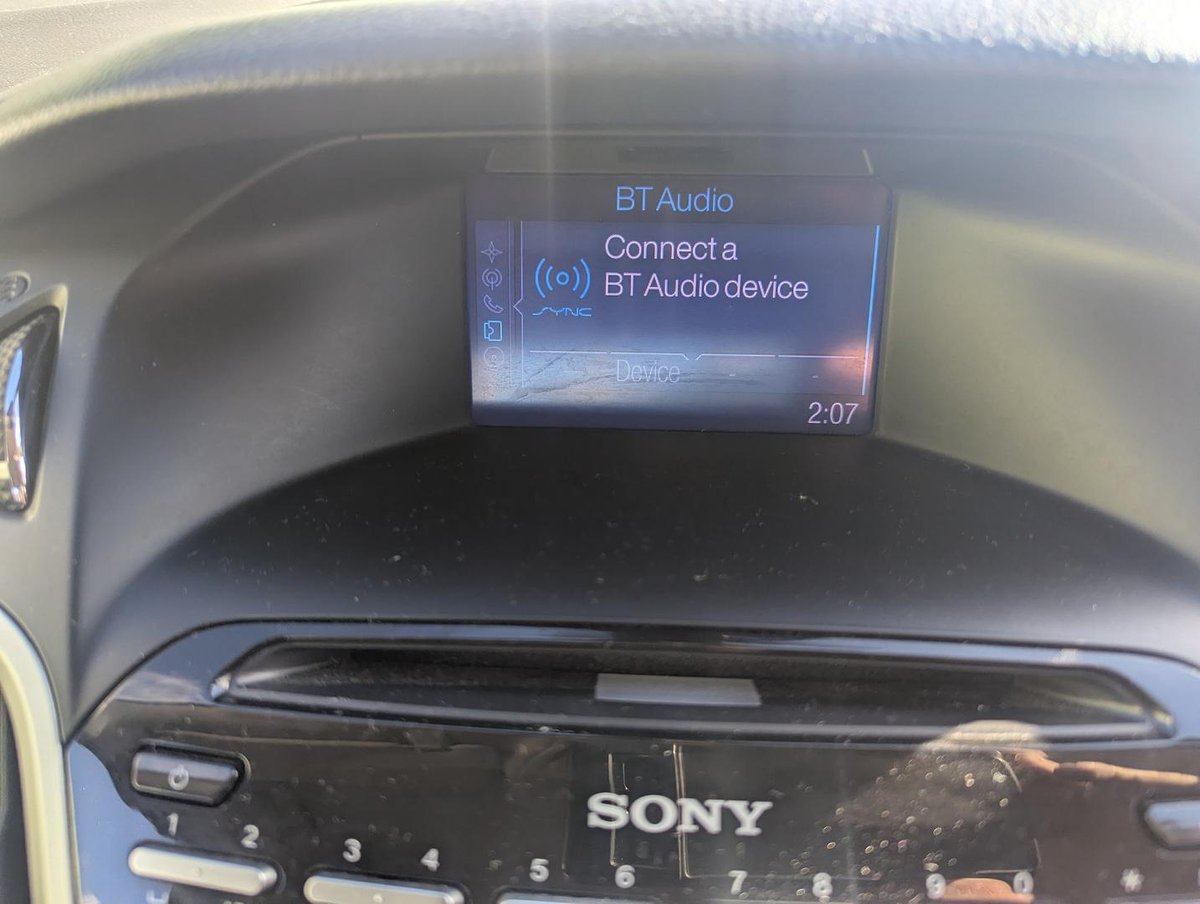 BT Audio
Connect a
BT Audio device
SYNC
Device
2:07
SONY
1 2 3 4 5 6 7 8 9 0 *